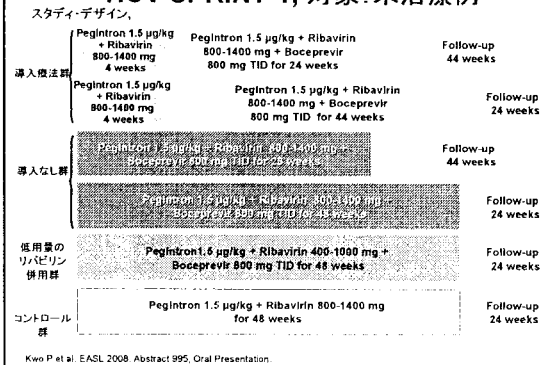 HCV SPRINT-1, 対象:未治療例
スタディ・デザイン,
導入療法群
PegIntron 1.5 µg/kg
+ Ribavirin
800-1400 mg
4 weeks
PegIntron 1.5 µg/kg + Ribavirin
800-1400 mg + Boceprevir
800 mg TID for 24 weeks
Follow-up
44 weeks
PegIntron 1.5 µg/kg
+ Ribavirin
800-1400 mg
4 weeks
PegIntron 1.5 µg/kg + Ribavirin
800-1400 mg + Boceprevir
800 mg TID for 44 weeks
Follow-up
24 weeks
導入なし群
PegIntron 1.5 µg/kg + Ribavirin 800-1400 mg +
Boceprevir 800 mg TID for 28 weeks
Follow-up
44 weeks
PegIntron 1.5 µg/kg + Ribavirin 800-1400 mg +
Boceprevir 800 mg TID for 48 weeks
Follow-up
24 weeks
低用量の
リバビリン
併用群
PegIntron1.5 µg/kg + Ribavirin 400-1000 mg +
Boceprevir 800 mg TID for 48 weeks
Follow-up
24 weeks
コントロール
群
PegIntron 1.5 µg/kg + Ribavirin 800-1400 mg
for 48 weeks
Follow-up
24 weeks
Kwo P et al. EASL 2008. Abstract 995, Oral Presentation.